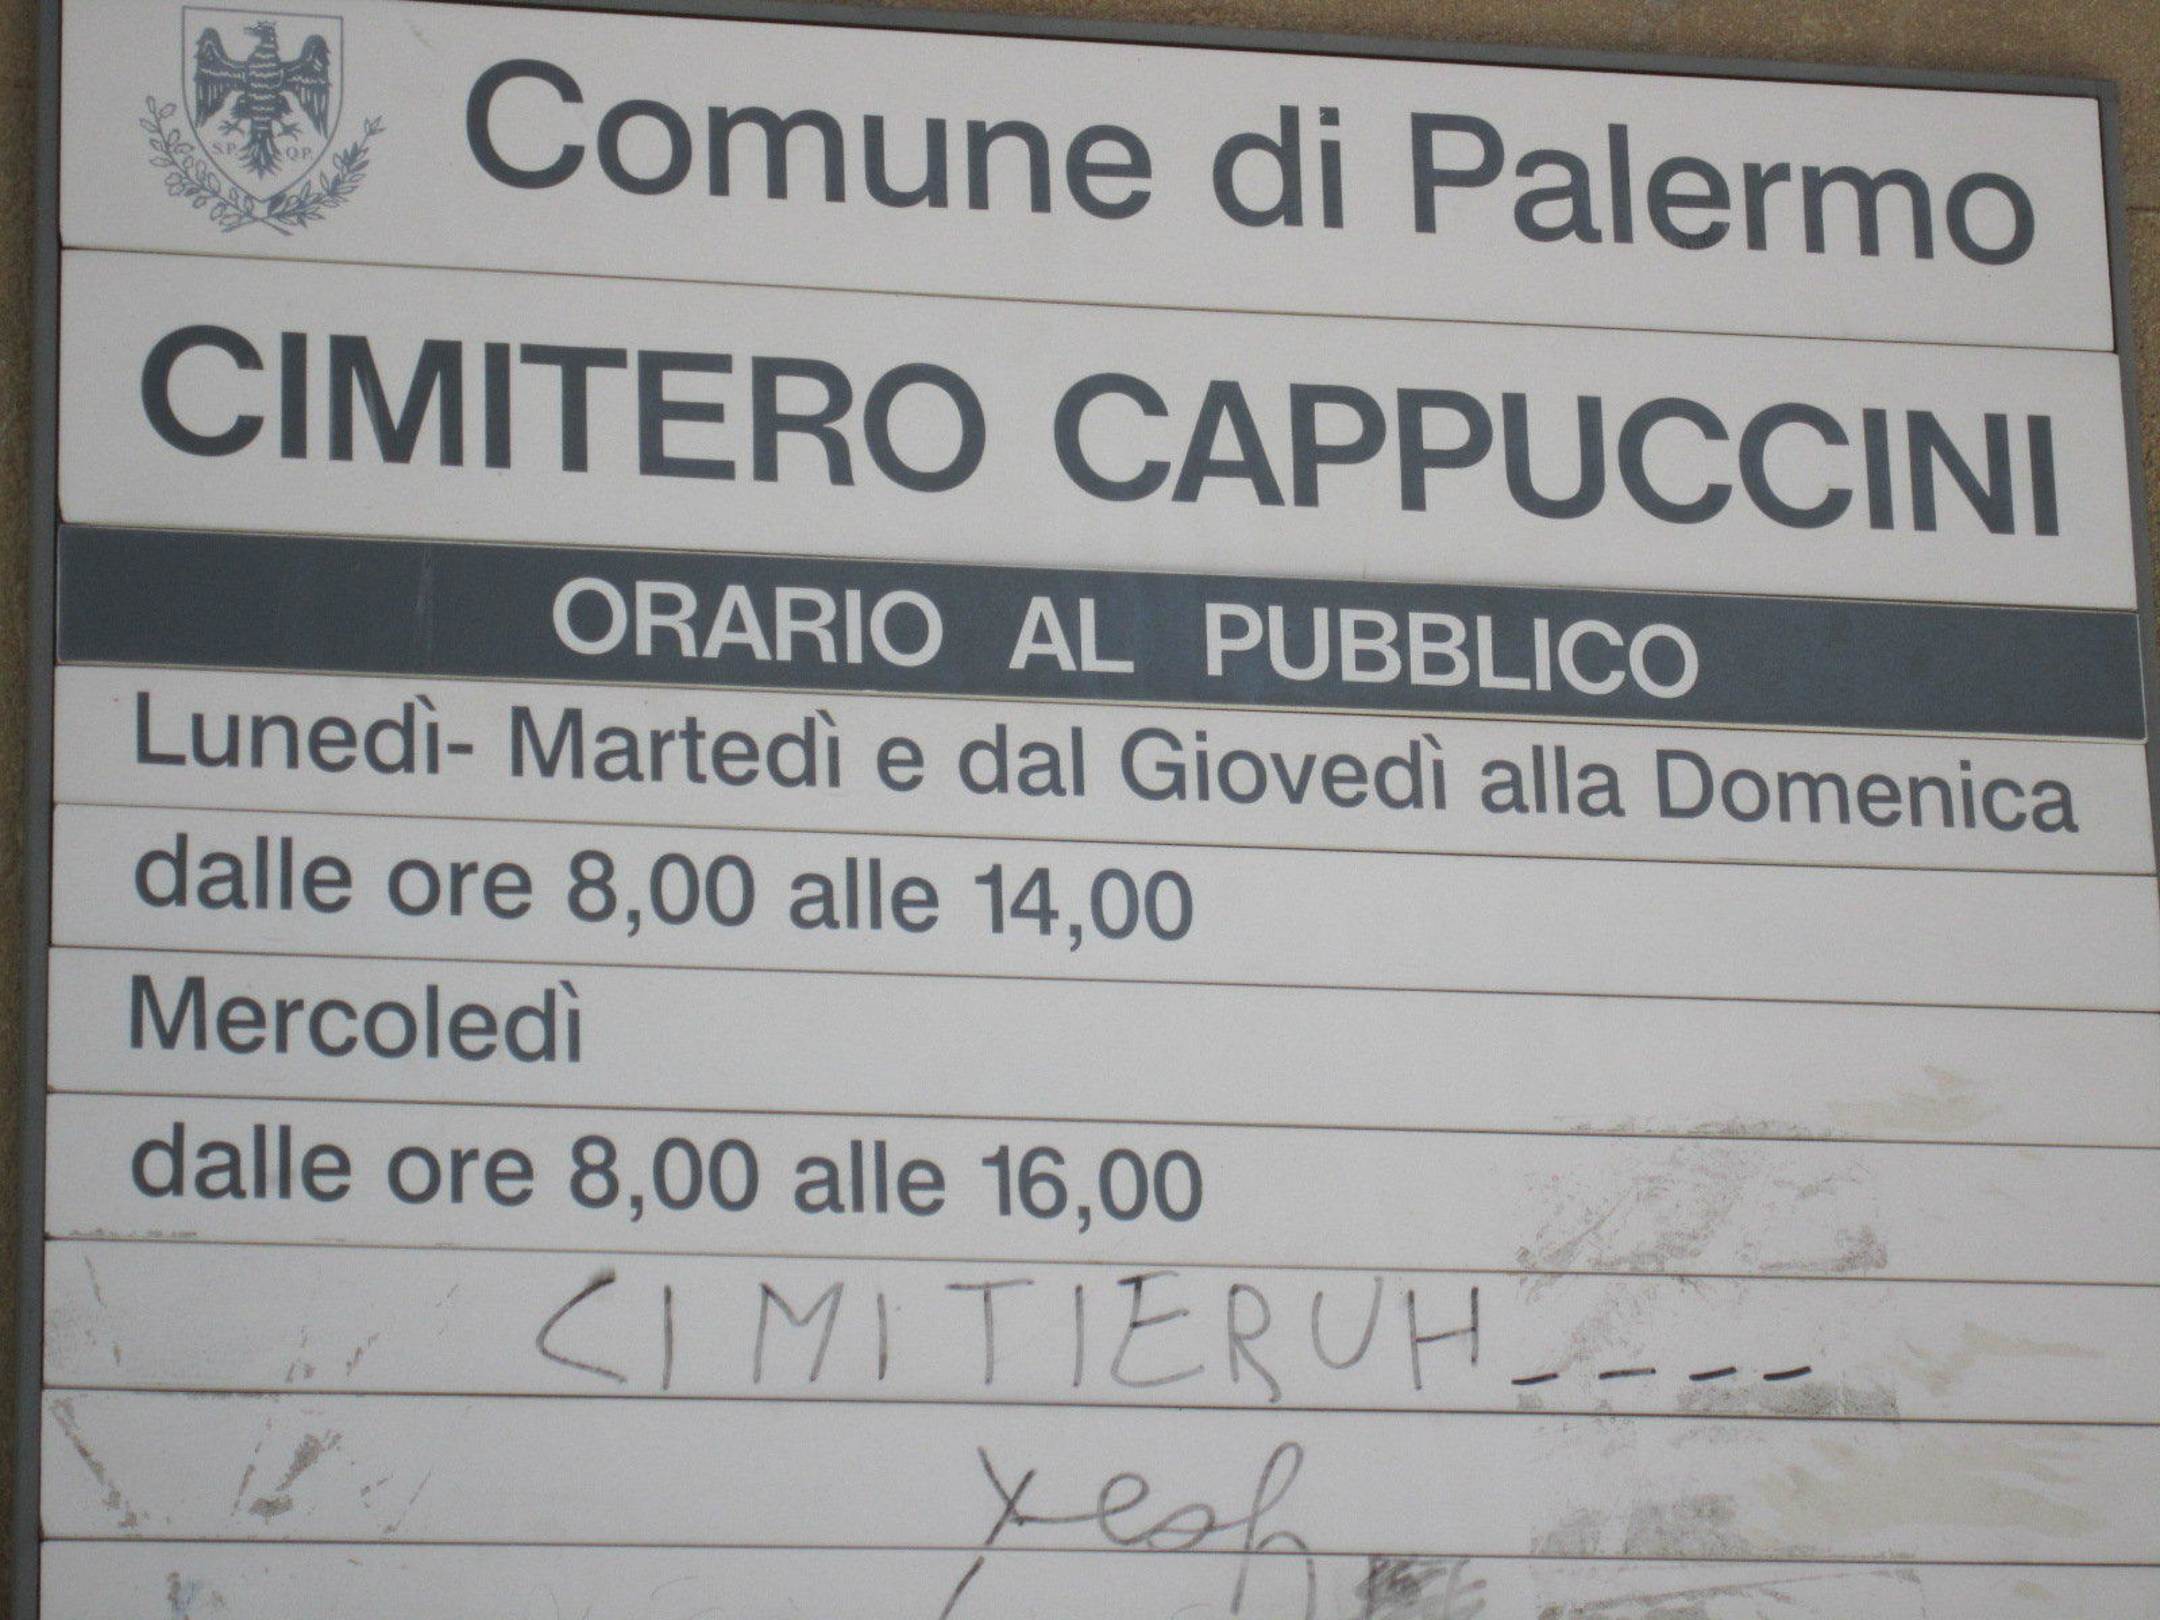 S.P. Q.P.
Comune di Palermo
CIMITERO CAPPUCCINI
ORARIO AL PUBBLICO
Lunedì- Martedì e dal Giovedì alla Domenica
dalle ore 8,00 alle 14,00
Mercoledì
dalle ore 8,00 alle 16,00
CIMITIERUH----
yeah